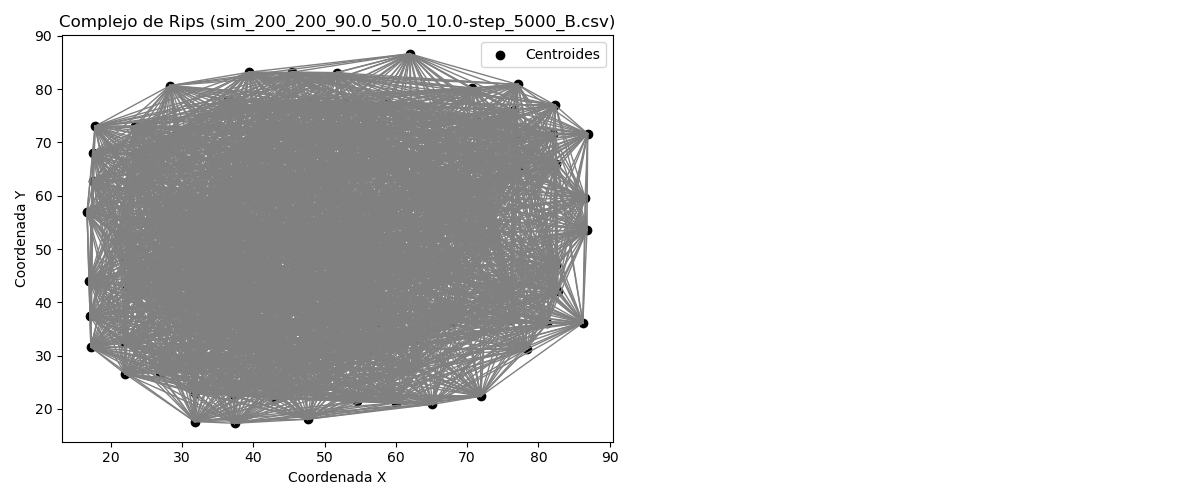 Complejo de Rips (sim_200_200_90.0_50.0_10.0-step_5000_B.csv)
Centroides
90
80
70
60
50
40
30
20
Coordenada Y
20 30 40 50 60 70 80 90
Coordenada X